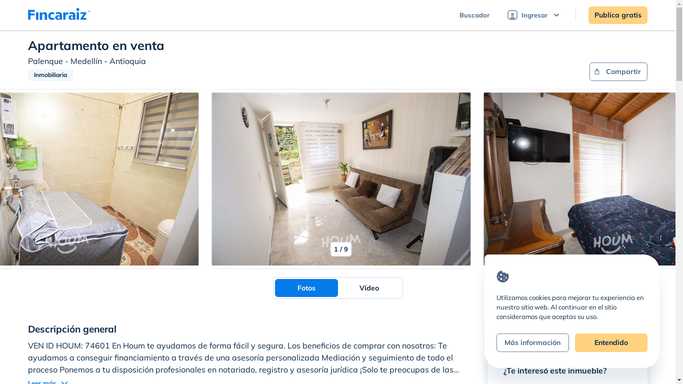 Fincaraiz
Buscador
Ingresar
Publica gratis
Apartamento en venta
Palenque - Medellín - Antioquia
Inmobiliaria
Compartir
HOUM
HOUM
HOUM
1 / 9
Fotos
Video
Utilizamos cookies para mejorar tu experiencia en
nuestro sitio web. Al continuar en el sitio
consideramos que aceptas su uso.
Más información
Entendido
Descripción general
VEN ID HOUM: 74601 En Houm te ayudamos de forma fácil y segura. Los beneficios de comprar con nosotros: Te
ayudamos a conseguir financiamiento a través de una asesoría personalizada Mediación y seguimiento de todo el
proceso Ponemos a tu disposición profesionales en notariado, registro y asesoría jurídica ¡Solo te preocupas de las...
Leer más
¿Te interesó este inmueble?